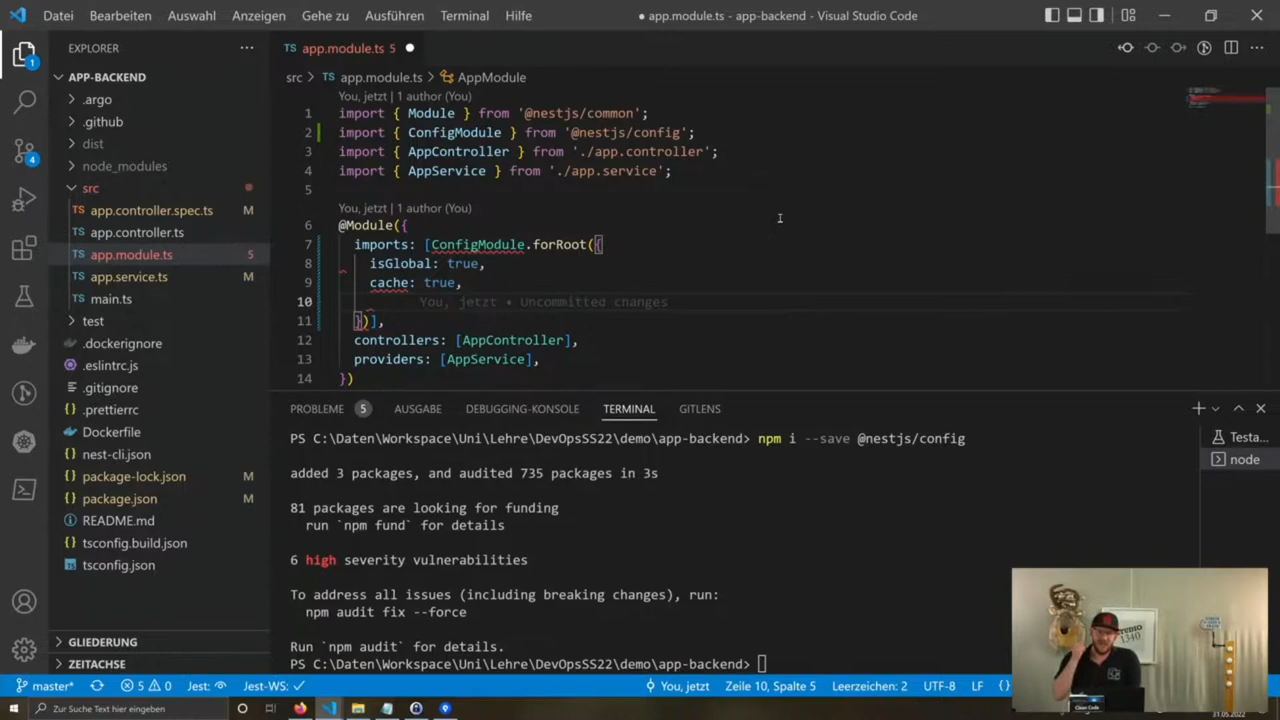 Datei Bearbeiten Auswahl Anzeigen Gehe zu Ausführen Terminal Hilfe
● app.module.ts - app-backend - Visual Studio Code
EXPLORER
APP-BACKEND
.argo
.github
dist
node_modules
src
app.controller.spec.ts M
app.controller.ts
app.module.ts 5
app.service.ts M
main.ts
test
.dockerignore
.eslintrc.js
.gitignore
.prettierrc
Dockerfile
nest-cli.json
package-lock.json M
package.json M
README.md
tsconfig.build.json
tsconfig.json
GLIEDERUNG
ZEITACHSE
1
4
TS app.module.ts 5 ●
src > TS app.module.ts > AppModule
You, jetzt | 1 author (You)
1 import { Module } from '@nestjs/common';
2 import { ConfigModule } from '@nestjs/config';
3 import { AppController } from './app.controller';
4 import { AppService } from './app.service';
5
You, jetzt | 1 author (You)
6 @Module({
7 imports: [ConfigModule.forRoot({
8 isGlobal: true,
9 cache: true,
10 You, jetzt • Uncommitted changes
11 })],
12 controllers: [AppController],
13 providers: [AppService],
14 })
PROBLEME 5 AUSGABE DEBUGGING-KONSOLE TERMINAL GITLENS
PS C:\Daten\Workspace\Uni\Lehre\DevOpsSS22\demo\app-backend> npm i --save @nestjs/config
added 3 packages, and audited 735 packages in 3s
81 packages are looking for funding
run `npm fund` for details
6 high severity vulnerabilities
To address all issues (including breaking changes), run:
npm audit fix --force
Run `npm audit` for details.
PS C:\Daten\Workspace\Uni\Lehre\DevOpsSS22\demo\app-backend>
Testa...
node
STUDIO
1340
Clean Code
master* 5 0 Jest: Jest-WS: ✓ You, jetzt Zeile 10, Spalte 5 Leerzeichen: 2 UTF-8 LF {}
Zur Suche Text hier eingeben
31.05.2022